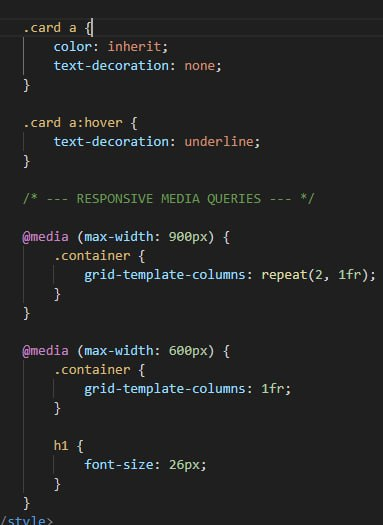 .card a {
    color: inherit;
    text-decoration: none;
}

.card a:hover {
    text-decoration: underline;
}

/* --- RESPONSIVE MEDIA QUERIES --- */

@media (max-width: 900px) {
    .container {
        grid-template-columns: repeat(2, 1fr);
    }
}

@media (max-width: 600px) {
    .container {
        grid-template-columns: 1fr;
    }

    h1 {
        font-size: 26px;
    }
}
/style>